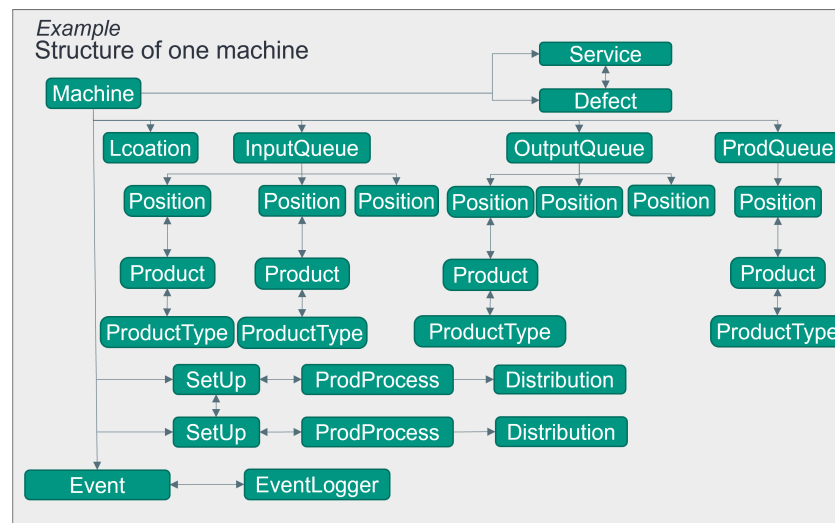 Example
Structure of one machine
Service
Machine
Defect
Lcoation InputQueue OutputQueue ProdQueue
Position Position Position Position Position Position Position
Product Product Product Product
ProductType ProductType ProductType ProductType
SetUp ProdProcess Distribution
SetUp ProdProcess Distribution
Event EventLogger